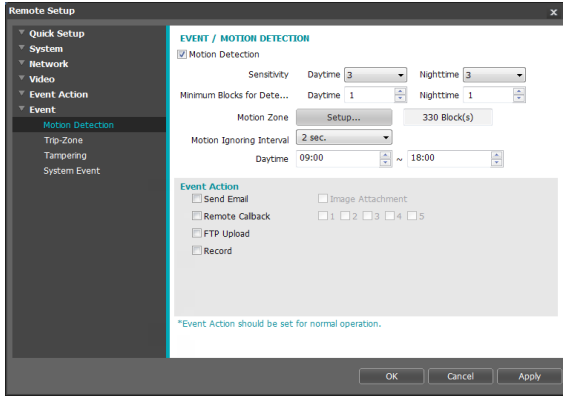 Remote Setup x
Quick Setup
System
Network
Video
Event Action
Event
Motion Detection
Trip-Zone
Tampering
System Event
EVENT / MOTION DETECTION
Motion Detection
Sensitivity Daytime 3 Nighttime 3
Minimum Blocks for Dete... Daytime 1 Nighttime 1
Motion Zone Setup... 330 Block(s)
Motion Ignoring Interval 2 sec.
Daytime 09:00 ~ 18:00
Event Action
Send Email Image Attachment
Remote Callback 1 2 3 4 5
FTP Upload
Record
*Event Action should be set for normal operation.
OK Cancel Apply